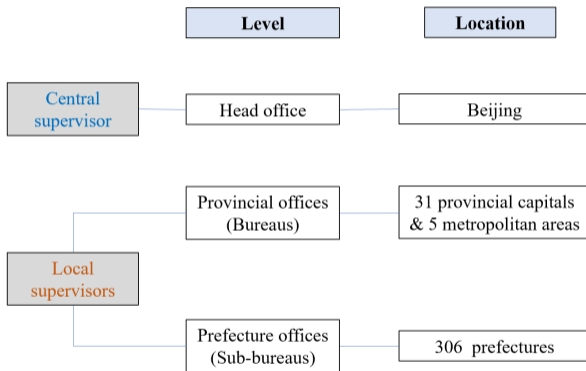 Level
Location
Central
supervisor
Head office
Beijing
Provincial offices
(Bureaus)
31 provincial capitals
& 5 metropolitan areas
Local
supervisors
Prefecture offices
(Sub-bureaus)
306 prefectures